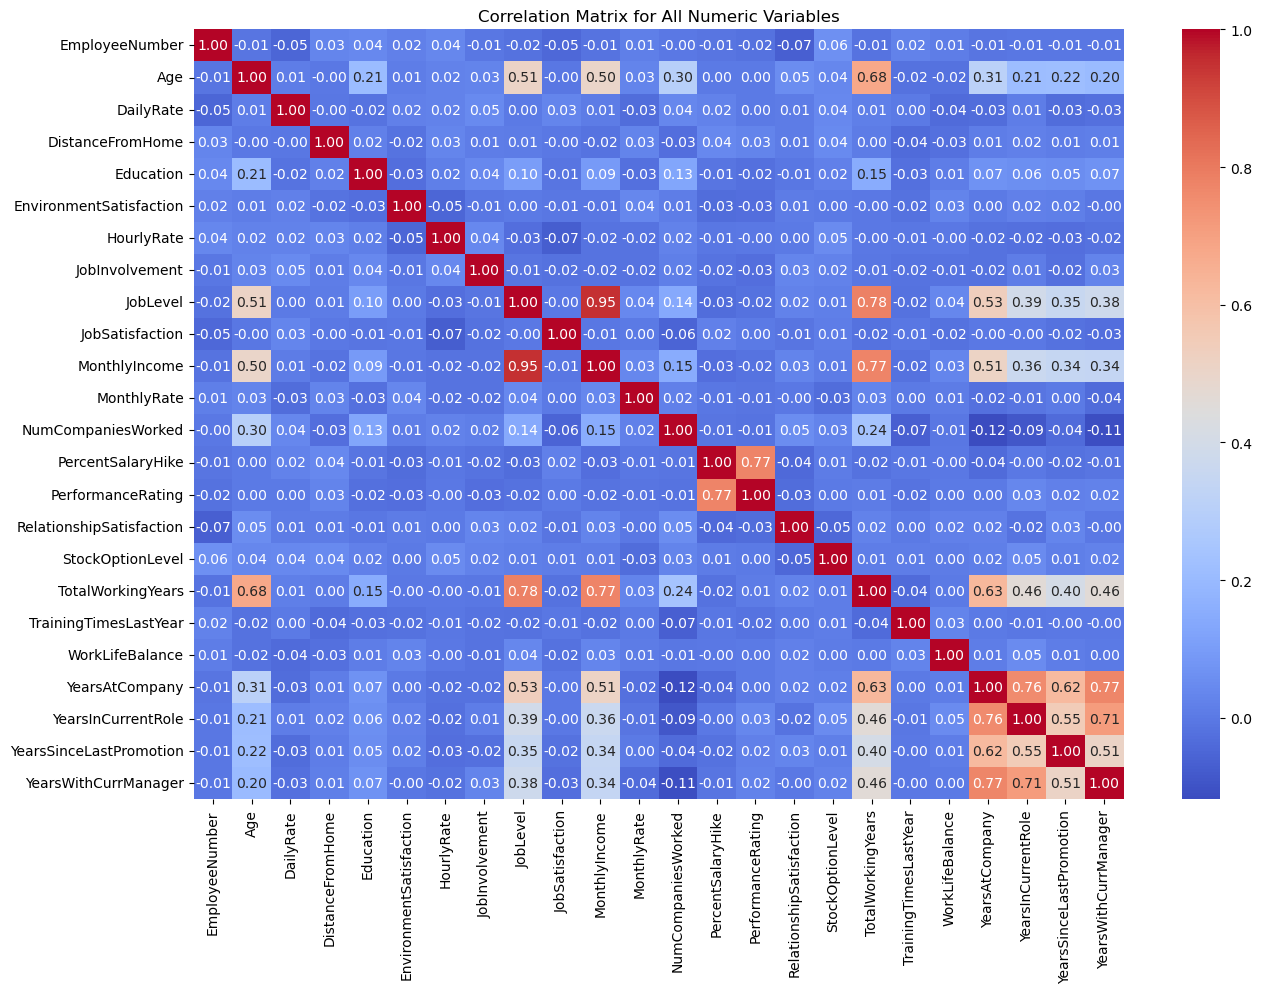 Correlation Matrix for All Numeric Variables
EmployeeNumber 1.00 -0.01 -0.05 0.03 0.04 0.02 0.04 -0.01 -0.02 -0.05 -0.01 0.01 -0.00 -0.01 -0.02 -0.07 0.06 -0.01 0.02 0.01 -0.01 -0.01 -0.01 -0.01
Age -0.01 1.00 0.01 -0.00 0.21 0.01 0.02 0.03 0.51 -0.00 0.50 0.03 0.30 0.00 0.00 0.05 0.04 0.68 -0.02 -0.02 0.31 0.21 0.22 0.20
DailyRate -0.05 0.01 1.00 -0.00 -0.02 0.02 0.02 0.05 0.00 0.03 0.01 -0.03 0.04 0.02 0.00 0.01 0.04 0.01 0.00 -0.04 -0.03 0.01 -0.03 -0.03
DistanceFromHome 0.03 -0.00 -0.00 1.00 0.02 -0.02 0.03 0.01 0.01 -0.00 -0.02 0.03 -0.03 0.04 0.03 0.01 0.04 0.00 -0.04 -0.03 0.01 0.02 0.01 0.01
Education 0.04 0.21 -0.02 0.02 1.00 -0.03 0.02 0.04 0.10 -0.01 0.09 -0.03 0.13 -0.01 -0.02 -0.01 0.02 0.15 -0.03 0.01 0.07 0.06 0.05 0.07
EnvironmentSatisfaction 0.02 0.01 0.02 -0.02 -0.03 1.00 -0.05 -0.01 0.00 -0.01 -0.01 0.04 0.01 -0.03 -0.03 0.01 0.00 -0.00 -0.02 0.03 0.00 0.02 0.02 -0.00
HourlyRate 0.04 0.02 0.02 0.03 0.02 -0.05 1.00 0.04 -0.03 -0.07 -0.02 -0.02 0.02 -0.01 -0.00 0.00 0.05 -0.00 -0.01 -0.00 -0.02 -0.02 -0.03 -0.02
JobInvolvement -0.01 0.03 0.05 0.01 0.04 -0.01 0.04 1.00 -0.01 -0.02 -0.02 -0.02 0.02 -0.02 -0.03 0.03 0.02 -0.01 -0.02 -0.01 -0.02 0.01 -0.02 0.03
JobLevel -0.02 0.51 0.00 0.01 0.10 0.00 -0.03 -0.01 1.00 -0.00 0.95 0.04 0.14 -0.03 -0.02 0.02 0.01 0.78 -0.02 0.04 0.53 0.39 0.35 0.38
JobSatisfaction -0.05 -0.00 0.03 -0.00 -0.01 -0.01 -0.07 -0.02 -0.00 1.00 -0.01 0.00 -0.06 0.02 0.00 -0.01 0.01 -0.02 -0.01 -0.02 -0.00 -0.00 -0.02 -0.03
MonthlyIncome -0.01 0.50 0.01 -0.02 0.09 -0.01 -0.02 -0.02 0.95 -0.01 1.00 0.03 0.15 -0.03 -0.02 0.03 0.01 0.77 -0.02 0.03 0.51 0.36 0.34 0.34
MonthlyRate 0.01 0.03 -0.03 0.03 -0.03 0.04 -0.02 -0.02 0.04 0.00 0.03 1.00 0.02 -0.01 -0.01 -0.00 -0.03 0.03 0.00 0.01 -0.02 -0.01 0.00 -0.04
NumCompaniesWorked -0.00 0.30 0.04 -0.03 0.13 0.01 0.02 0.02 0.14 -0.06 0.15 0.02 1.00 -0.01 -0.01 0.05 0.03 0.24 -0.07 -0.01 -0.12 -0.09 -0.04 -0.11
PercentSalaryHike -0.01 0.00 0.02 0.04 -0.01 -0.03 -0.01 -0.02 -0.03 0.02 -0.03 -0.01 -0.01 1.00 0.77 -0.04 0.01 -0.02 -0.01 -0.00 -0.04 -0.00 -0.02 -0.01
PerformanceRating -0.02 0.00 0.00 0.03 -0.02 -0.03 -0.00 -0.03 -0.02 0.00 -0.02 -0.01 -0.01 0.77 1.00 -0.03 0.00 0.01 -0.02 0.00 0.00 0.03 0.02 0.02
RelationshipSatisfaction -0.07 0.05 0.01 0.01 -0.01 0.01 0.00 0.03 0.02 -0.01 0.03 -0.00 0.05 -0.04 -0.03 1.00 -0.05 0.02 0.00 0.02 0.02 -0.02 0.03 -0.00
StockOptionLevel 0.06 0.04 0.04 0.04 0.02 0.00 0.05 0.02 0.01 0.01 0.01 -0.03 0.03 0.01 0.00 -0.05 1.00 0.01 0.01 0.00 0.02 0.05 0.01 0.02
TotalWorkingYears -0.01 0.68 0.01 0.00 0.15 -0.00 -0.00 -0.01 0.78 -0.02 0.77 0.03 0.24 -0.02 0.01 0.02 0.01 1.00 -0.04 0.00 0.63 0.46 0.40 0.46
TrainingTimesLastYear 0.02 -0.02 0.00 -0.04 -0.03 -0.02 -0.01 -0.02 -0.02 -0.01 -0.02 0.00 -0.07 -0.01 -0.02 0.00 0.01 -0.04 1.00 0.03 0.00 -0.01 -0.00 -0.00
WorkLifeBalance 0.01 -0.02 -0.04 -0.03 0.01 0.03 -0.00 -0.01 0.04 -0.02 0.03 0.01 -0.01 -0.00 0.00 0.02 0.00 0.00 0.03 1.00 0.01 0.05 0.01 0.00
YearsAtCompany -0.01 0.31 -0.03 0.01 0.07 0.00 -0.02 -0.02 0.53 -0.00 0.51 -0.02 -0.12 -0.04 0.00 0.02 0.02 0.63 0.00 0.01 1.00 0.76 0.62 0.77
YearsInCurrentRole -0.01 0.21 0.01 0.02 0.06 0.02 -0.02 0.01 0.39 -0.00 0.36 -0.01 -0.09 -0.00 0.03 -0.02 0.05 0.46 -0.01 0.05 0.76 1.00 0.55 0.71
YearsSinceLastPromotion -0.01 0.22 -0.03 0.01 0.05 0.02 -0.03 -0.02 0.35 -0.02 0.34 0.00 -0.04 -0.02 0.02 0.03 0.01 0.40 -0.00 0.01 0.62 0.55 1.00 0.51
YearsWithCurrManager -0.01 0.20 -0.03 0.01 0.07 -0.00 -0.02 0.03 0.38 -0.03 0.34 -0.04 -0.11 -0.01 0.02 -0.00 0.02 0.46 -0.00 0.00 0.77 0.71 0.51 1.00
EmployeeNumber
Age
DailyRate
DistanceFromHome
Education
EnvironmentSatisfaction
HourlyRate
JobInvolvement
JobLevel
JobSatisfaction
MonthlyIncome
MonthlyRate
NumCompaniesWorked
PercentSalaryHike
PerformanceRating
RelationshipSatisfaction
StockOptionLevel
TotalWorkingYears
TrainingTimesLastYear
WorkLifeBalance
YearsAtCompany
YearsInCurrentRole
YearsSinceLastPromotion
YearsWithCurrManager
1.0
0.8
0.6
0.4
0.2
0.0